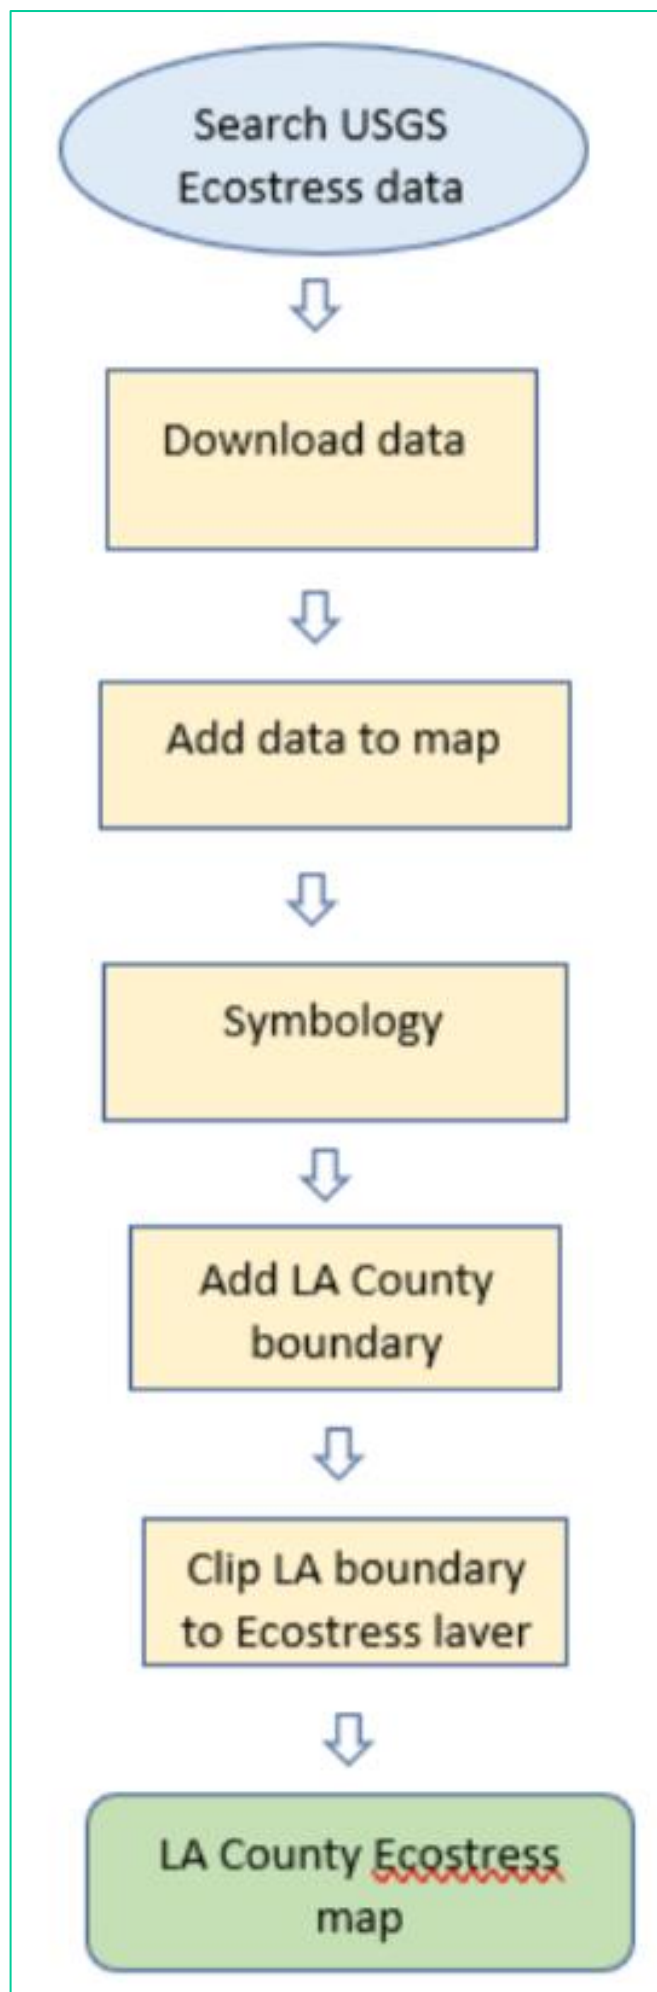 Search USGS
Ecostress data
Download data
Add data to map
Symbology
Add LA County
boundary
Clip LA boundary
to Ecostress laver
LA County Ecostress
map